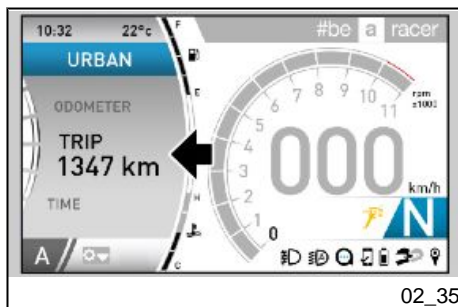 10:32 22°c
#be a racer
URBAN
ODOMETER
TRIP
1347 km
TIME
A
F
E
H
C
0
1
2
3
4
5
6
7
8
9
10
11
rpm
x1000
000
km/h
N
02_35